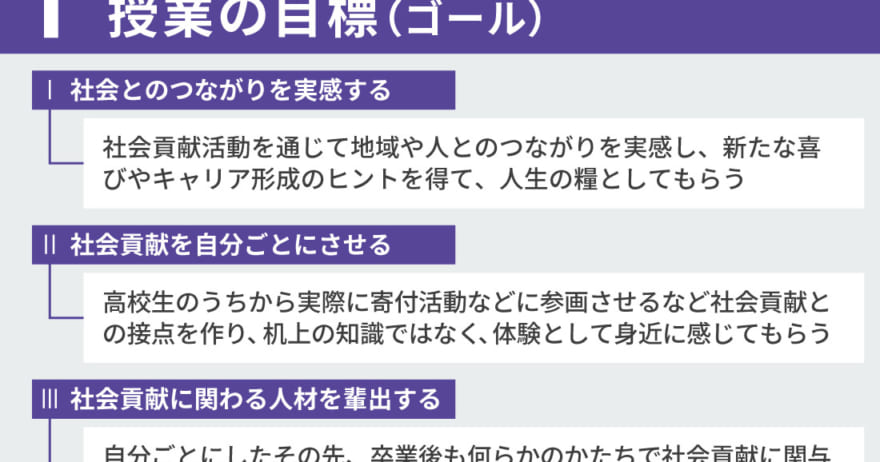 授業の目標（ゴール）
Ⅰ 社会とのつながりを実感する
社会貢献活動を通じて地域や人とのつながりを実感し、新たな喜
びやキャリア形成のヒントを得て、人生の糧としてもらう
Ⅱ 社会貢献を自分ごとにさせる
高校生のうちから実際に寄付活動などに参画させるなど社会貢献と
の接点を作り、机上の知識ではなく、体験として身近に感じてもらう
Ⅲ 社会貢献に関わる人材を輩出する
自分ごとにしたその先、卒業後も何らかのかたちで社会貢献に関与